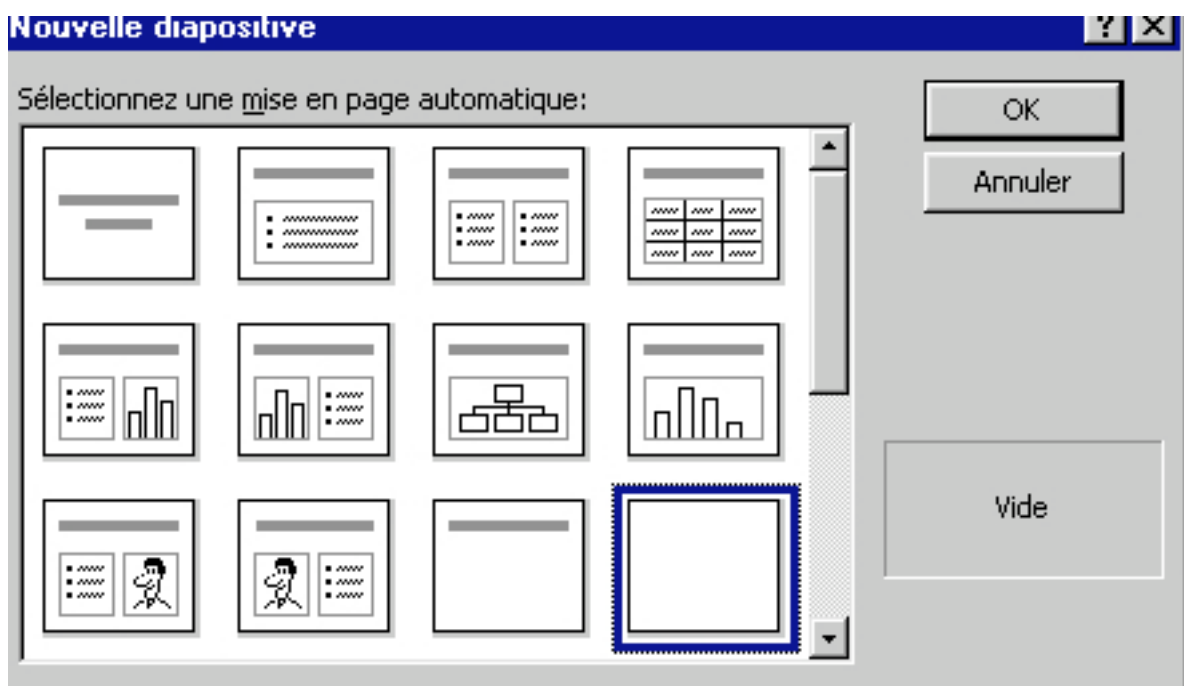 Nouvelle diapositive
Sélectionnez une mise en page automatique:
OK
Annuler
Vide